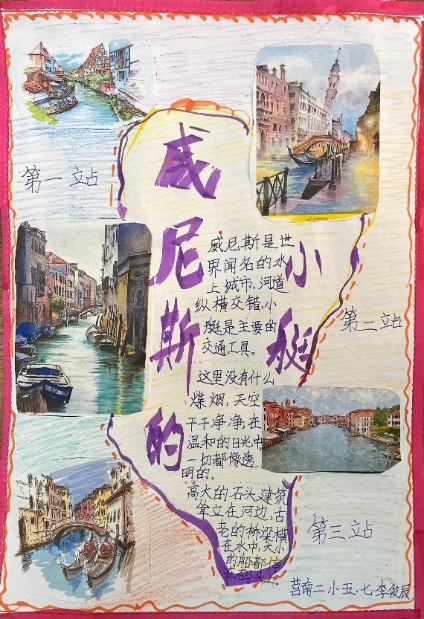 威尼斯的
小艇
第一站
威尼斯是世
界闻名的水
上城市,河道
纵横交错,小
艇是主要的
交通工具。
这里没有什么
煤烟,天空
干干净净,在
温和的日光中
一切都像透
明的。
高大的石头建筑
耸立在河边,古
老的桥梁横
在水中,大小
的船都停
第二站
第三站
莒南二小五、七李俊辰